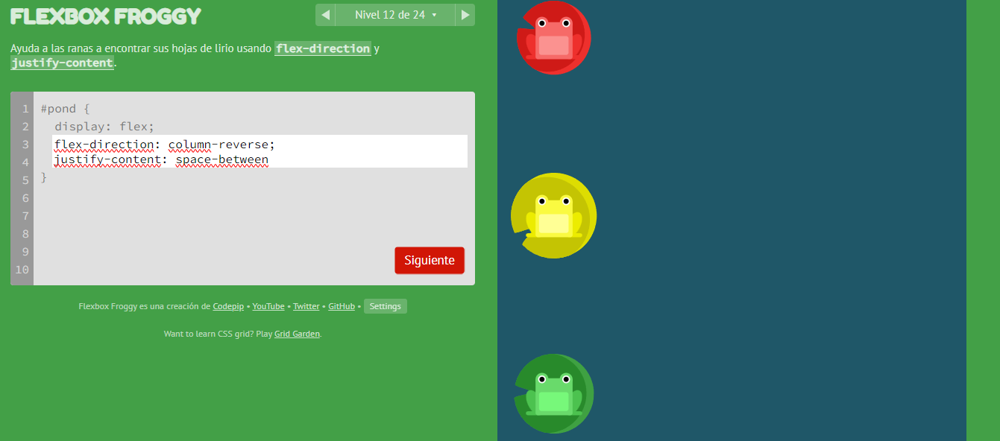 FLEXBOX FROGGY
Nivel 12 de 24
Ayuda a las ranas a encontrar sus hojas de lirio usando flex-direction y
justify-content.
1 #pond {
2 display: flex;
3 flex-direction: column-reverse;
4 justify-content: space-between
5 }
6
7
8
9
10
Siguiente
Flexbox Froggy es una creación de Codepip • YouTube • Twitter • GitHub • Settings
Want to learn CSS grid? Play Grid Garden.